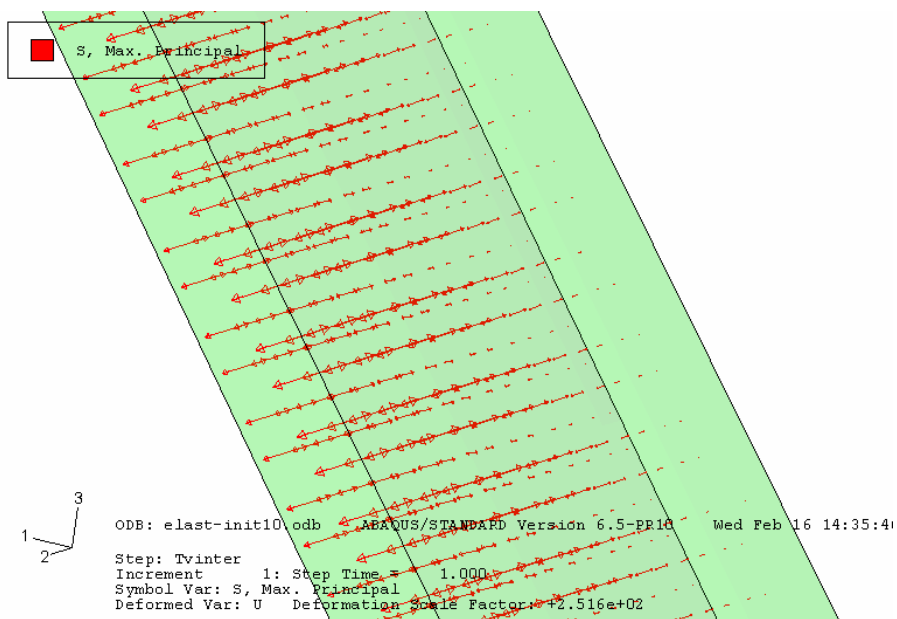 S, Max. Principal
3
1
2
ODB: elast-init10.odb ABAQUS/STANDARD Version 6.5-PR10 Wed Feb 16 14:35:4
Step: Tvinter
Increment 1: Step Time = 1.000
Symbol Var: S, Max. Principal
Deformed Var: U Deformation Scale Factor: +2.516e+02